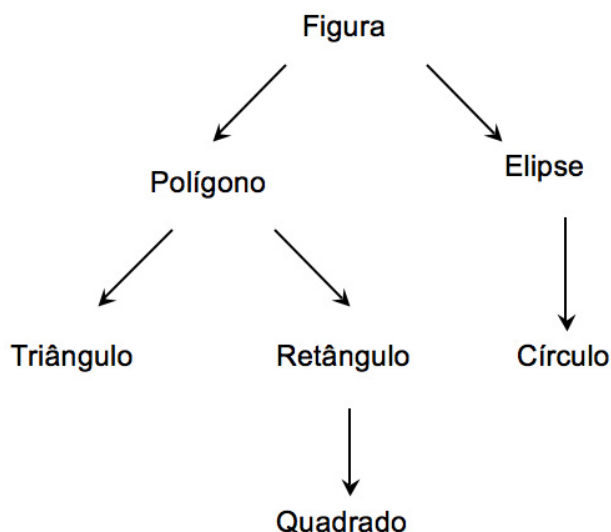 Figura
Polígono
Elipse
Triângulo
Retângulo
Círculo
Quadrado